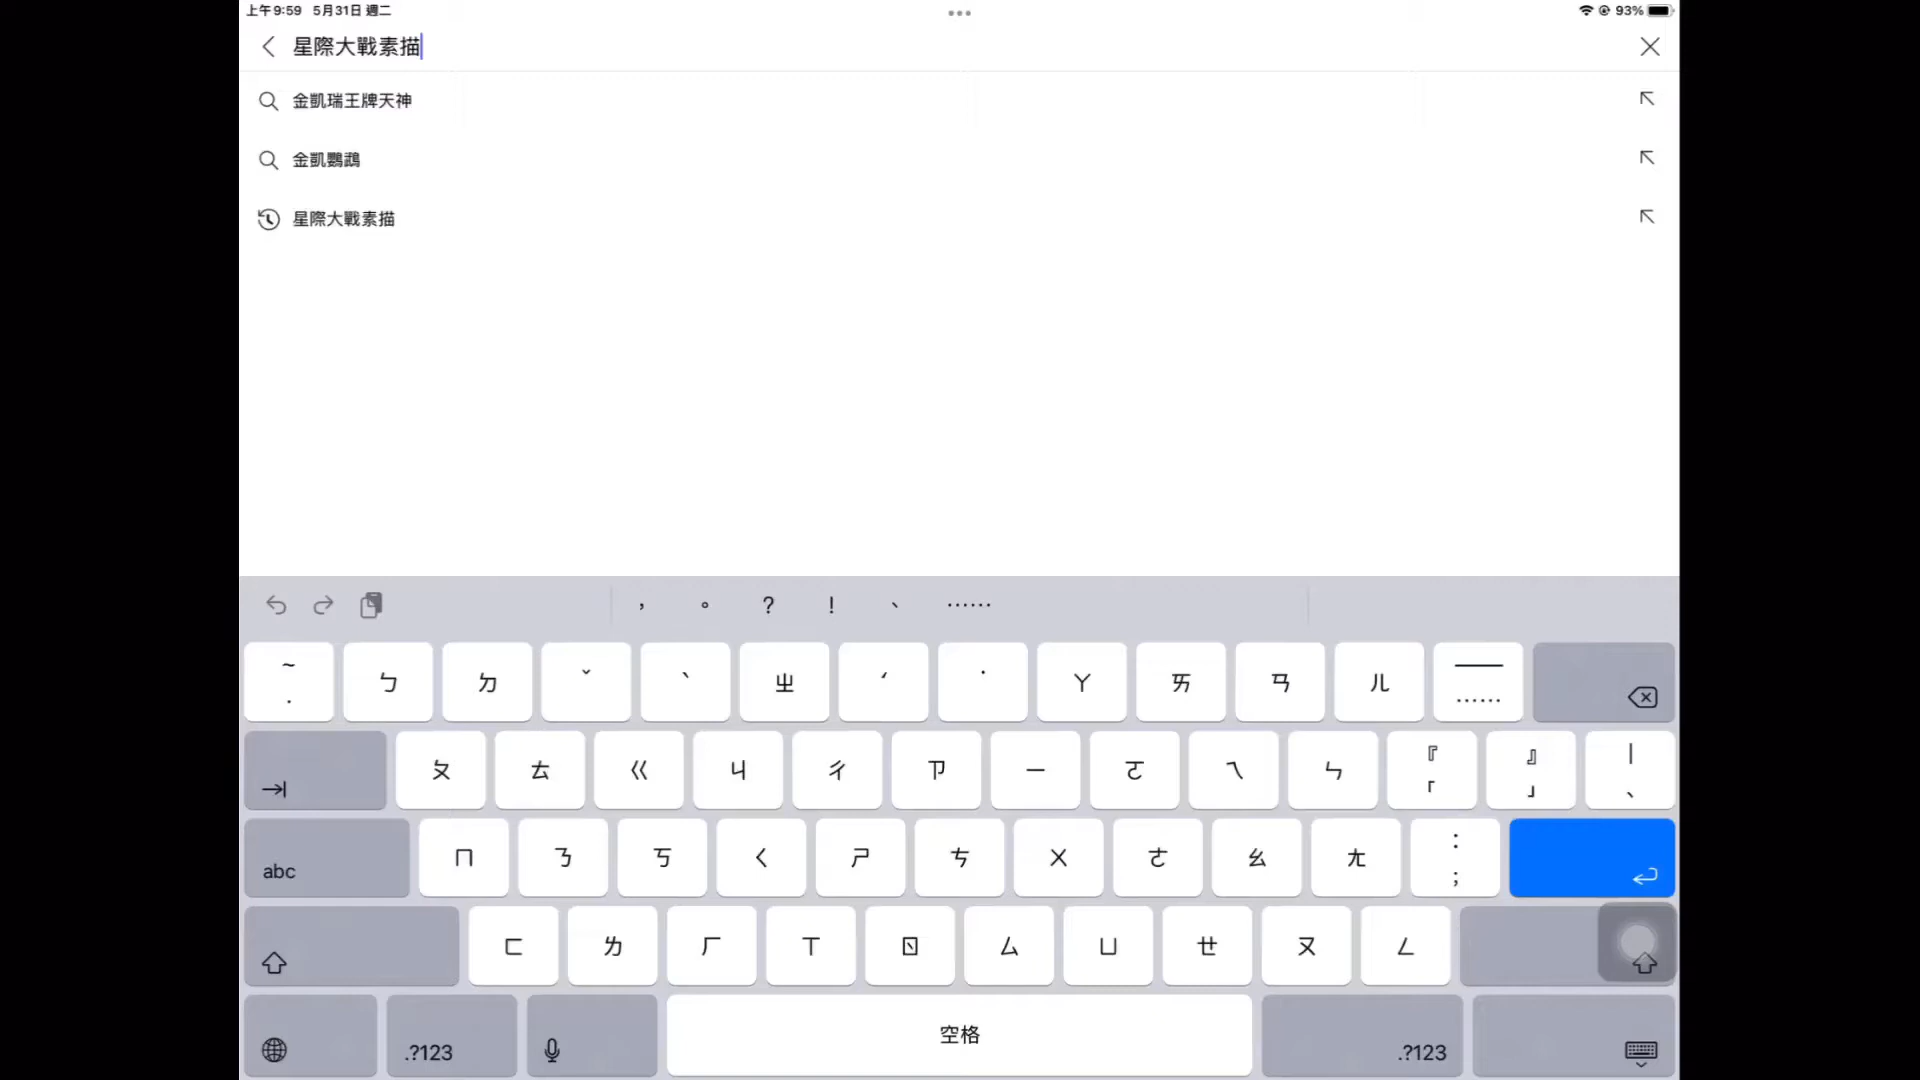 上午9:59 5月31日 週二
93%
星際大戰素描
金凱瑞王牌天神
金凱鸚鵡
星際大戰素描
， 。 ? ! 、 ……
~ . ㄅ ㄉ ˇ ˋ ㄓ ˊ ˙ ㄚ ㄞ ㄢ ㄦ — ……
ㄆ ㄊ ㄍ ㄐ ㄔ ㄗ ㄧ ㄛ ㄟ ㄣ 『 「 』 」 | 、
abc ㄇ ㄋ ㄎ ㄑ ㄕ ㄘ ㄨ ㄜ ㄠ ㄤ : ;
ㄈ ㄌ ㄏ ㄒ ㄖ ㄙ ㄩ ㄝ ㄡ ㄥ
.?123 空格 .?123